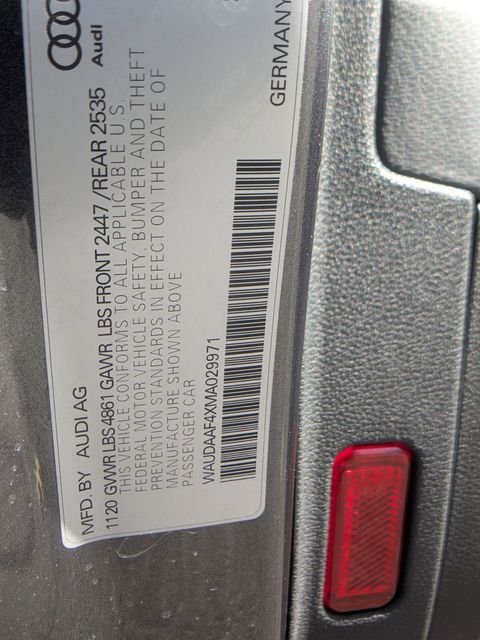 Audi
GERMANY
MFD. BY AUDI AG
1120 GVWR LBS 4861 GAWR LBS FRONT 2447 / REAR 2535
THIS VEHICLE CONFORMS TO ALL APPLICABLE U S
FEDERAL MOTOR VEHICLE SAFETY, BUMPER AND THEFT
PREVENTION STANDARDS IN EFFECT ON THE DATE OF
MANUFACTURE SHOWN ABOVE
PASSENGER CAR
WAUDAAF4XMA029971